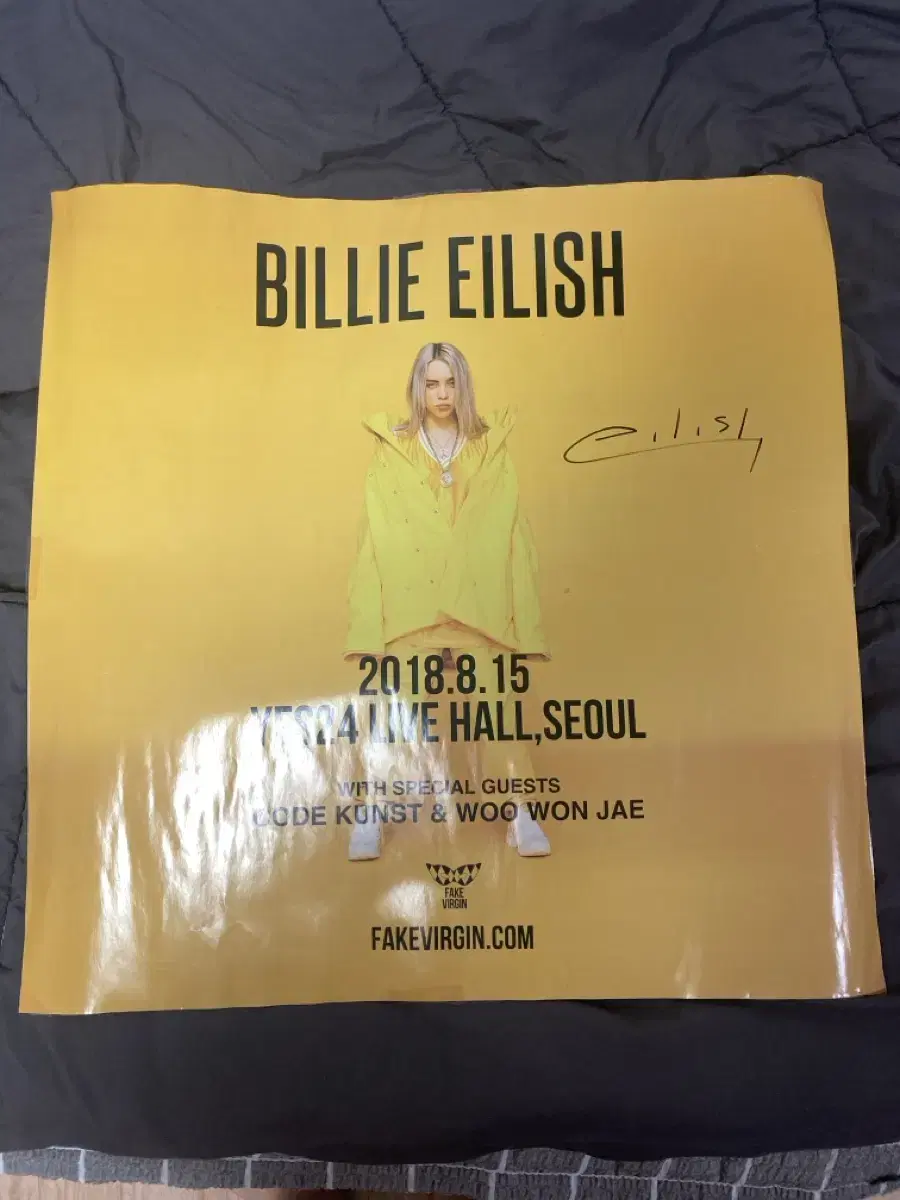 BILLIE EILISH
eilish
2018.8.15
YES24 LIVE HALL,SEOUL
WITH SPECIAL GUESTS
CODE KUNST & WOO WON JAE
FAKE
VIRGIN
FAKEVIRGIN.COM